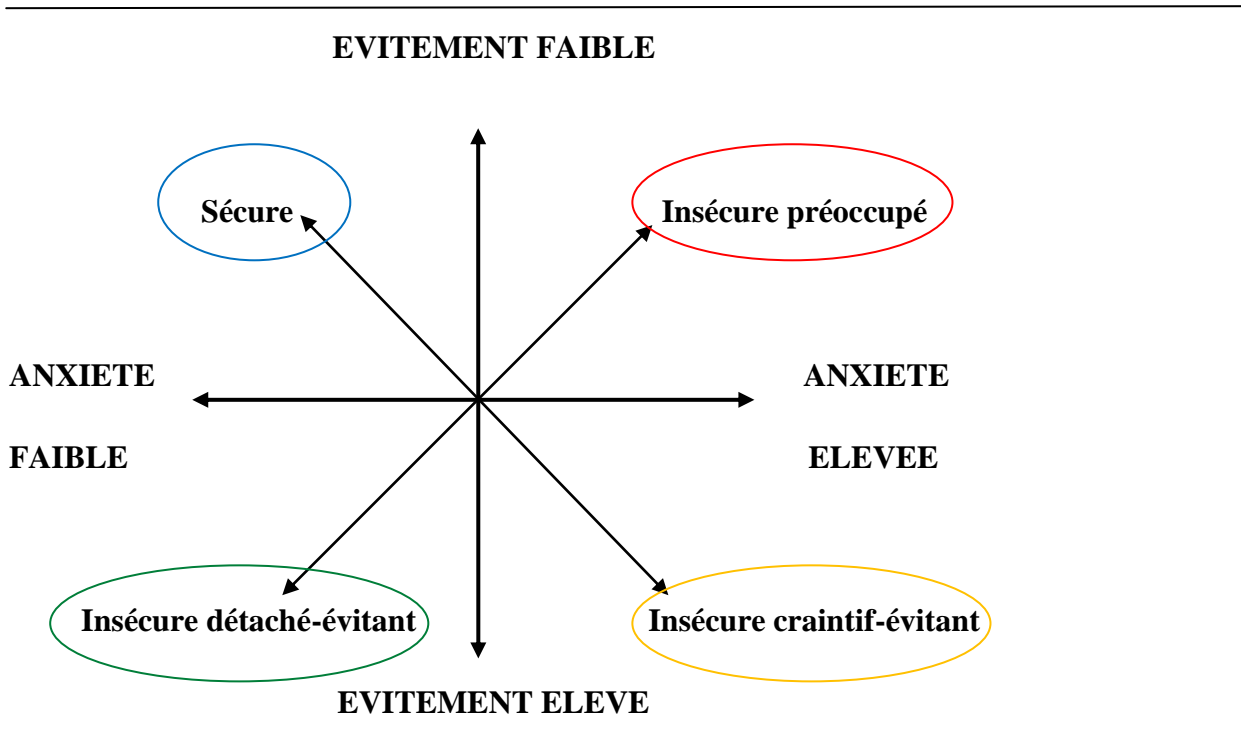 EVITEMENT FAIBLE
Sécure
Insécure préoccupé
ANXIETE
ANXIETE
FAIBLE
ELEVEE
Insécure détaché-évitant
Insécure craintif-évitant
EVITEMENT ELEVE